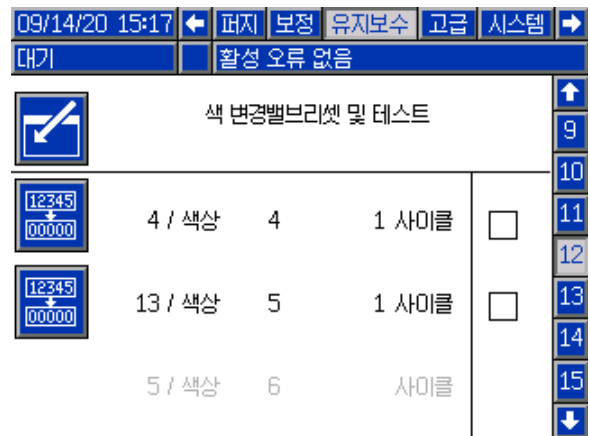 09/14/20 15:17 퍼지 보정 유지보수 고급 시스템
대기 활성 오류 없음
색 변경밸브리셋 및 테스트
9
10
12345
00000
4 / 색상 4 1 사이클
11
12
12345
00000
13 / 색상 5 1 사이클
13
14
5 / 색상 6 사이클
15